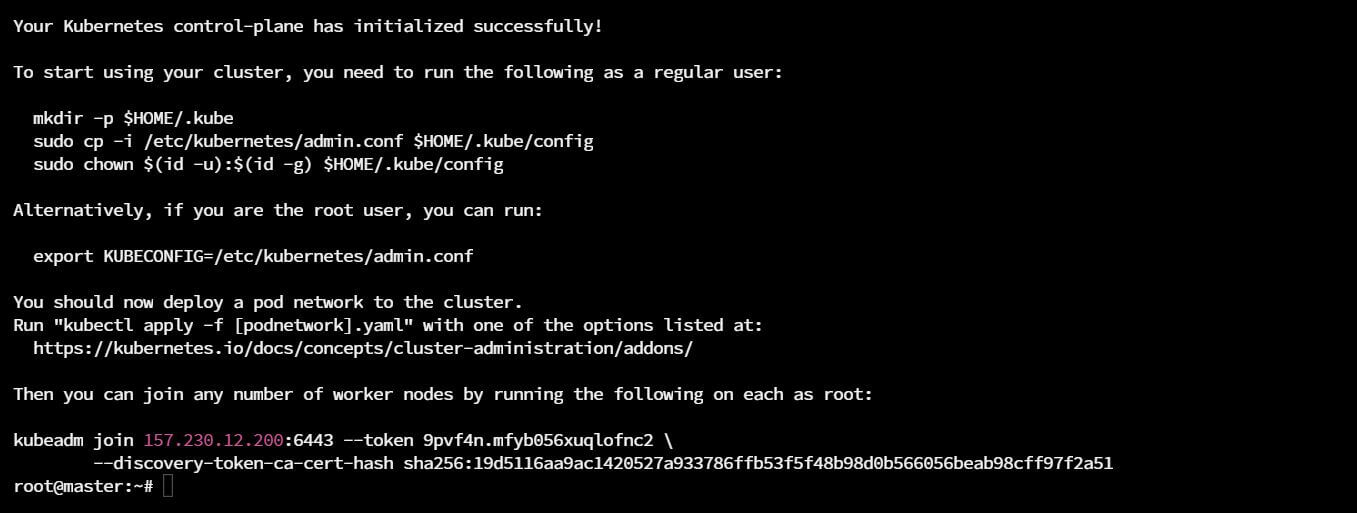 Your Kubernetes control-plane has initialized successfully!
To start using your cluster, you need to run the following as a regular user:
mkdir -p $HOME/.kube
sudo cp -i /etc/kubernetes/admin.conf $HOME/.kube/config
sudo chown $(id -u):$(id -g) $HOME/.kube/config
Alternatively, if you are the root user, you can run:
export KUBECONFIG=/etc/kubernetes/admin.conf
You should now deploy a pod network to the cluster.
Run "kubectl apply -f [podnetwork].yaml" with one of the options listed at:
https://kubernetes.io/docs/concepts/cluster-administration/addons/
Then you can join any number of worker nodes by running the following on each as root:
kubeadm join 157.230.12.200:6443 --token 9pvf4n.mfyb056xuqlofnc2 \
--discovery-token-ca-cert-hash sha256:19d5116aa9ac1420527a933786ffb53f5f48b98d0b566056beab98cff97f2a51
root@master:~#